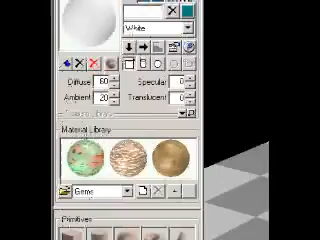 White
Diffuse 60 Specular 0
Ambient 20 Translucent 0
Material Library
Gems
Primitives